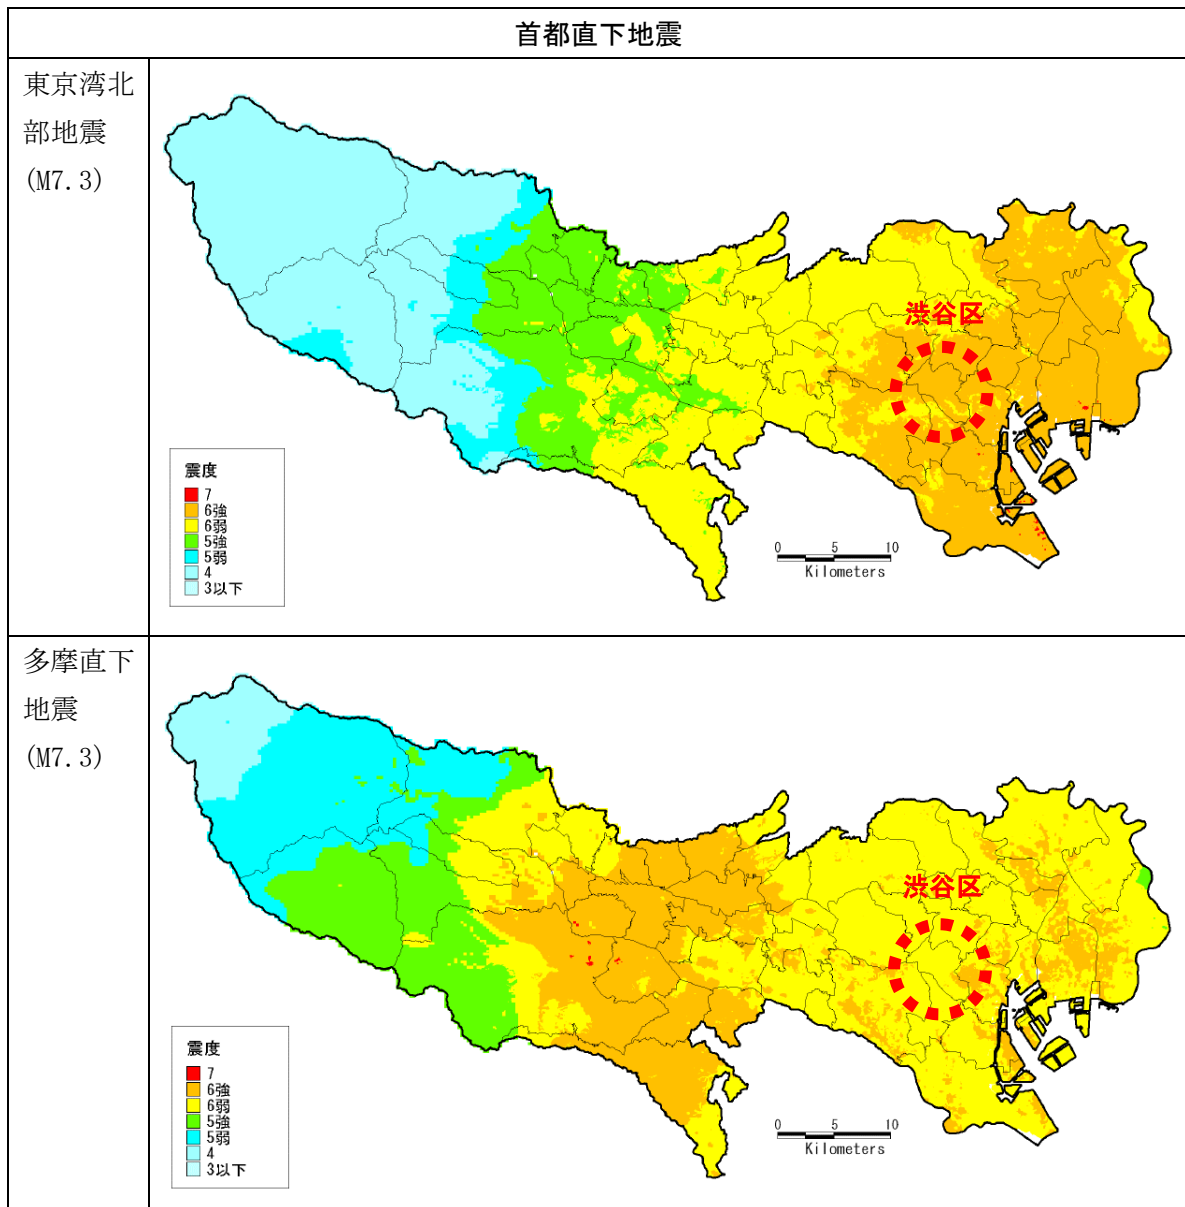 首都直下地震
東京湾北
部地震
(M7.3)
渋谷区
震度
7
6強
6弱
5強
5弱
4
3以下
0 5 10
Kilometers
多摩直下
地震
(M7.3)
渋谷区
震度
7
6強
6弱
5強
5弱
4
3以下
0 5 10
Kilometers